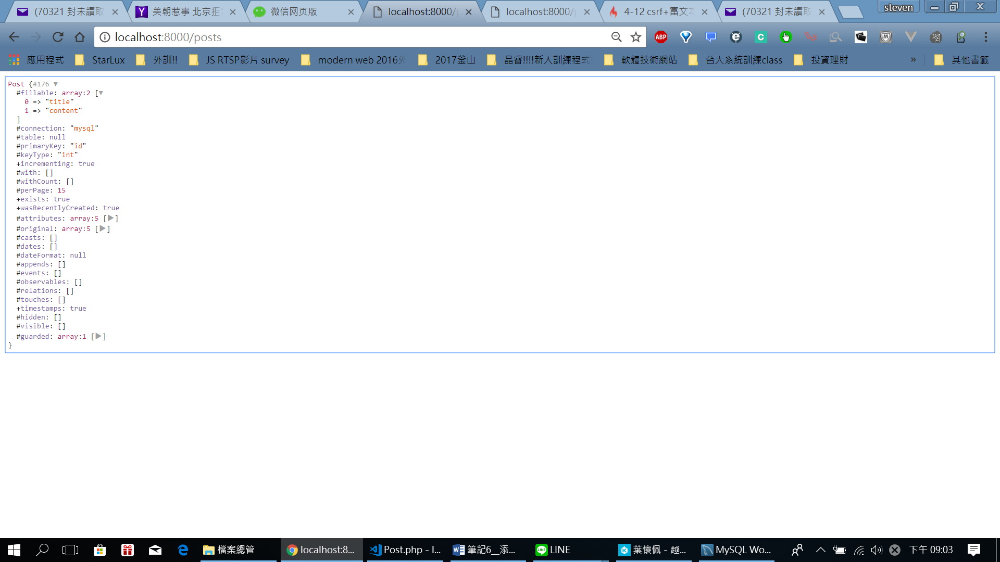 (70321 封未讀取
美朝惹事 北京拒
微信网页版
localhost:8000/
localhost:8000/
4-12 csrf+富文本
(70321 封未讀取
steven
localhost:8000/posts
ABP
應用程式
StarLux
外訓!!
JS RTSP影片 survey
modern web 2016外
2017釜山
晶睿!!!!新人訓練程式
軟體技術網站
台大系統訓練class
投資理財
»
其他書籤
Post {#176 ▼
#fillable: array:2 [▼
0 => "title"
1 => "content"
]
#connection: "mysql"
#table: null
#primaryKey: "id"
#keyType: "int"
+incrementing: true
#with: []
#withCount: []
#perPage: 15
+exists: true
+wasRecentlyCreated: true
#attributes: array:5 [▶]
#original: array:5 [▶]
#casts: []
#dates: []
#dateFormat: null
#appends: []
#events: []
#observables: []
#relations: []
#touches: []
+timestamps: true
#hidden: []
#visible: []
#guarded: array:1 [▶]
}
檔案總管
localhost:8...
Post.php - I...
筆記6__添...
LINE
葉懷佩 - 越...
MySQL Wo...
下午 09:03